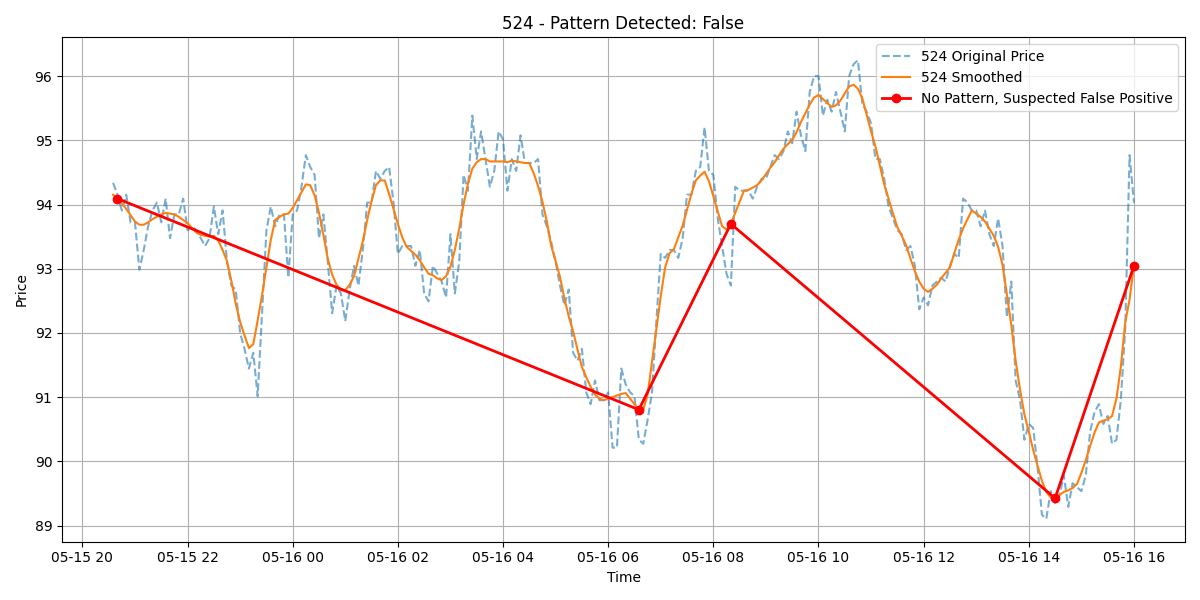 524 - Pattern Detected: False
524 Original Price
524 Smoothed
No Pattern, Suspected False Positive
Price
96
95
94
93
92
91
90
89
05-15 20 05-15 22 05-16 00 05-16 02 05-16 04 05-16 06 05-16 08 05-16 10 05-16 12 05-16 14 05-16 16
Time